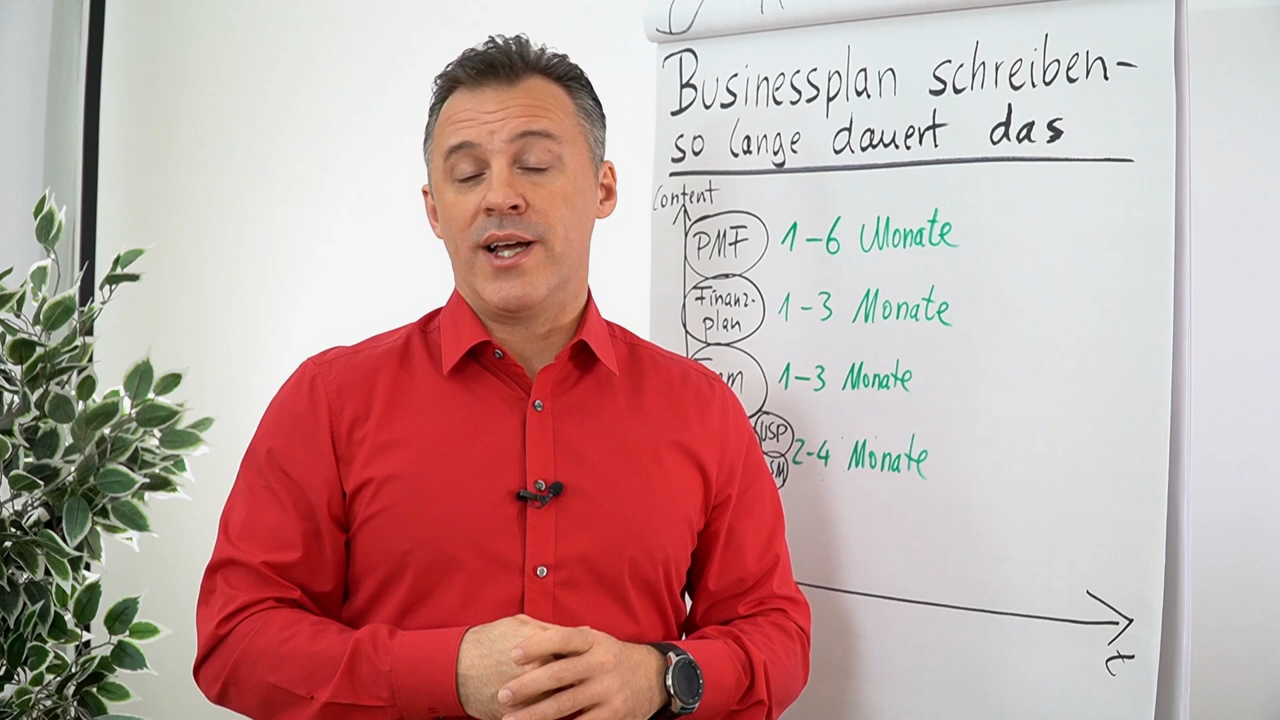 Businessplan schreiben-
so lange dauert das
Content
PMF 1-6 Monate
Finanz-
plan 1-3 Monate
1-3 Monate
USP
2-4 Monate
t